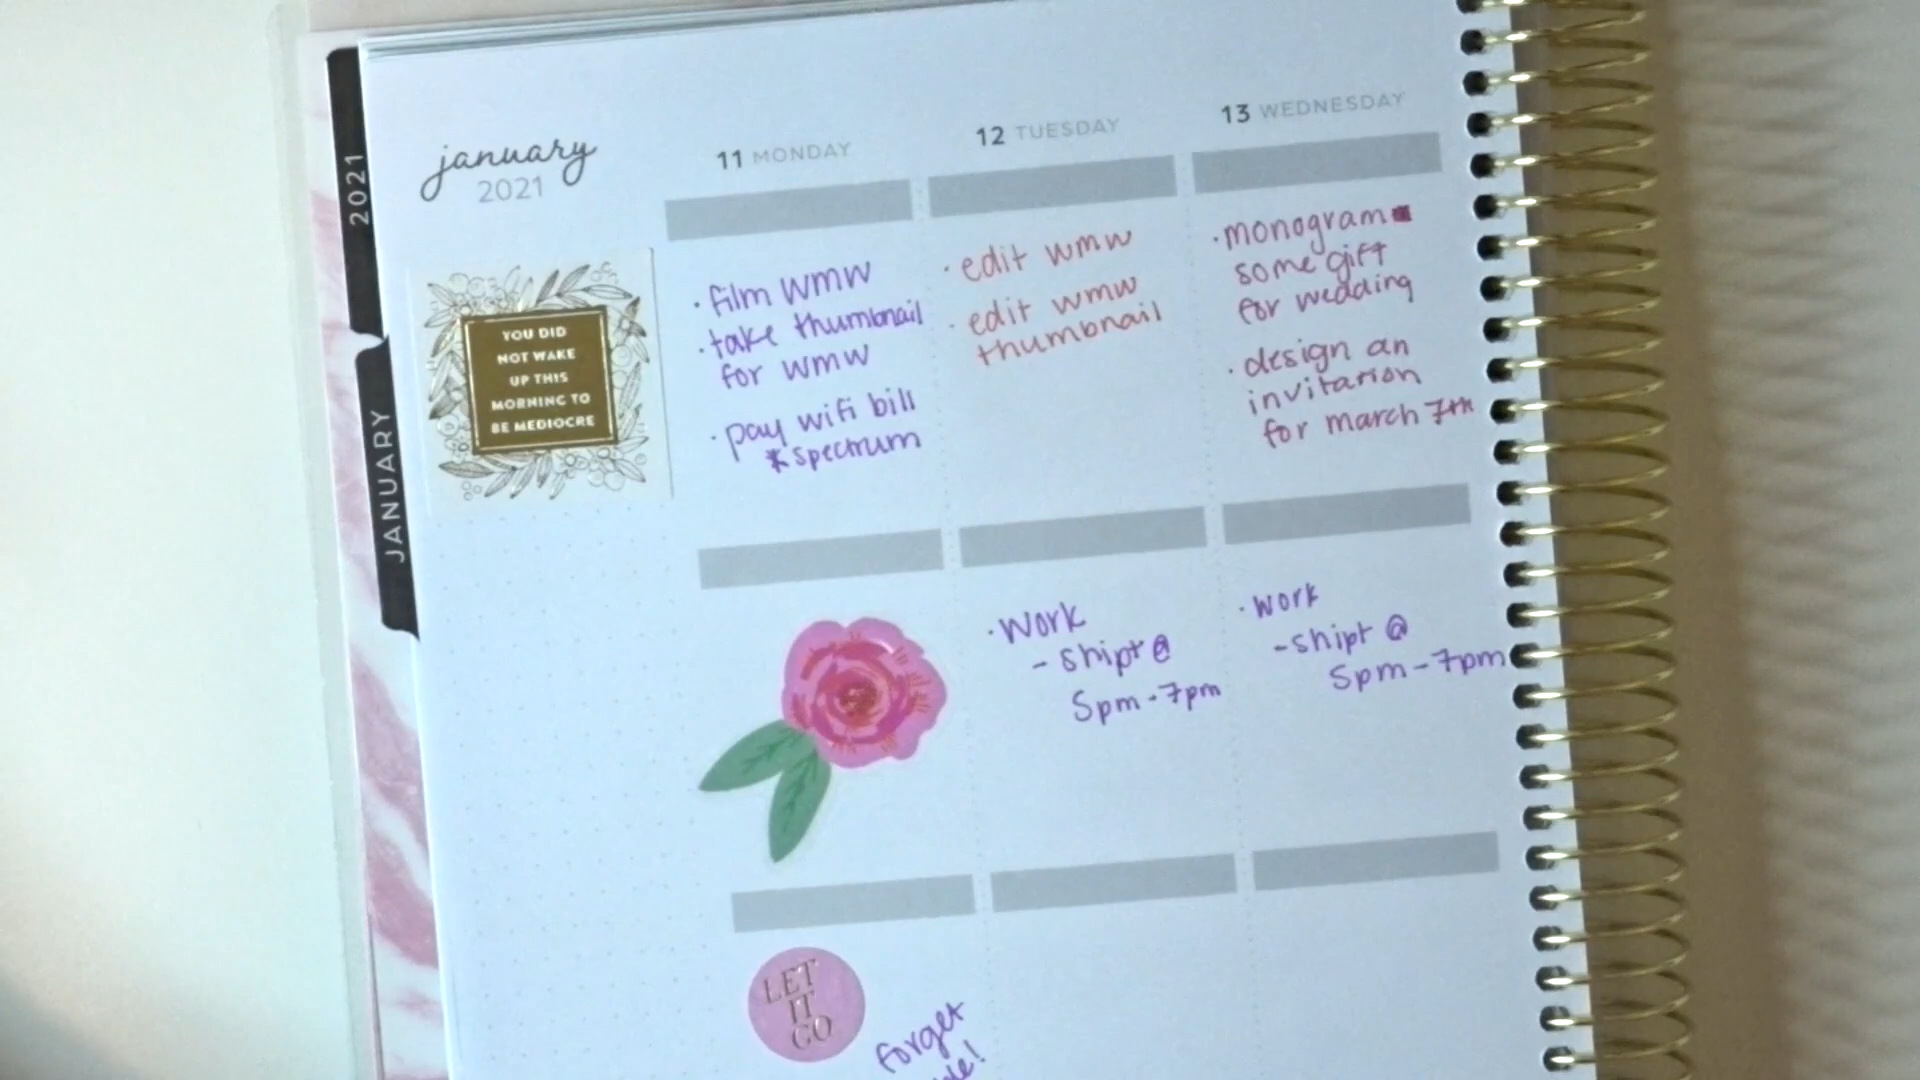 2021
JANUARY
january
2021
YOU DID
NOT WAKE
UP THIS
MORNING TO
BE MEDIOCRE
11 MONDAY
· film wmw
· take thumbnail
for wmw
· pay wifi bill
* spectrum
LET
IT
GO
forget
12 TUESDAY
· edit wmw
· edit wmw
thumbnail
· work
- shipt @
5pm - 7pm
13 WEDNESDAY
· monogram
some gift
for wedding
· design an
invitation
for march 7th
· work
- shipt @
5pm - 7pm